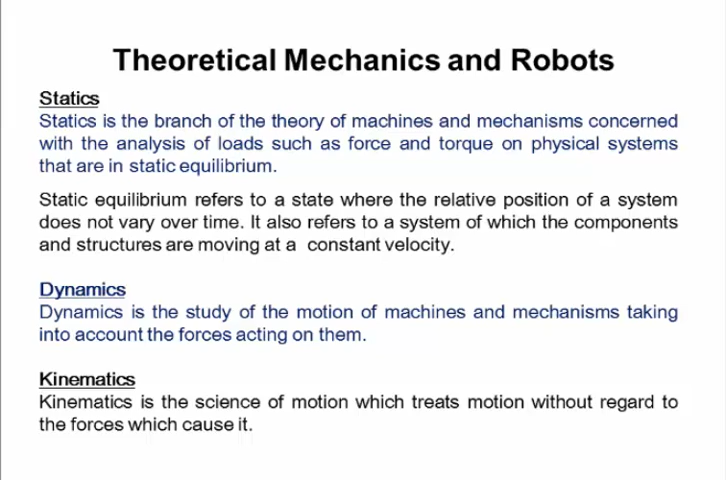 Theoretical Mechanics and Robots
Statics
Statics is the branch of the theory of machines and mechanisms concerned
with the analysis of loads such as force and torque on physical systems
that are in static equilibrium.
Static equilibrium refers to a state where the relative position of a system
does not vary over time. It also refers to a system of which the components
and structures are moving at a constant velocity.
Dynamics
Dynamics is the study of the motion of machines and mechanisms taking
into account the forces acting on them.
Kinematics
Kinematics is the science of motion which treats motion without regard to
the forces which cause it.